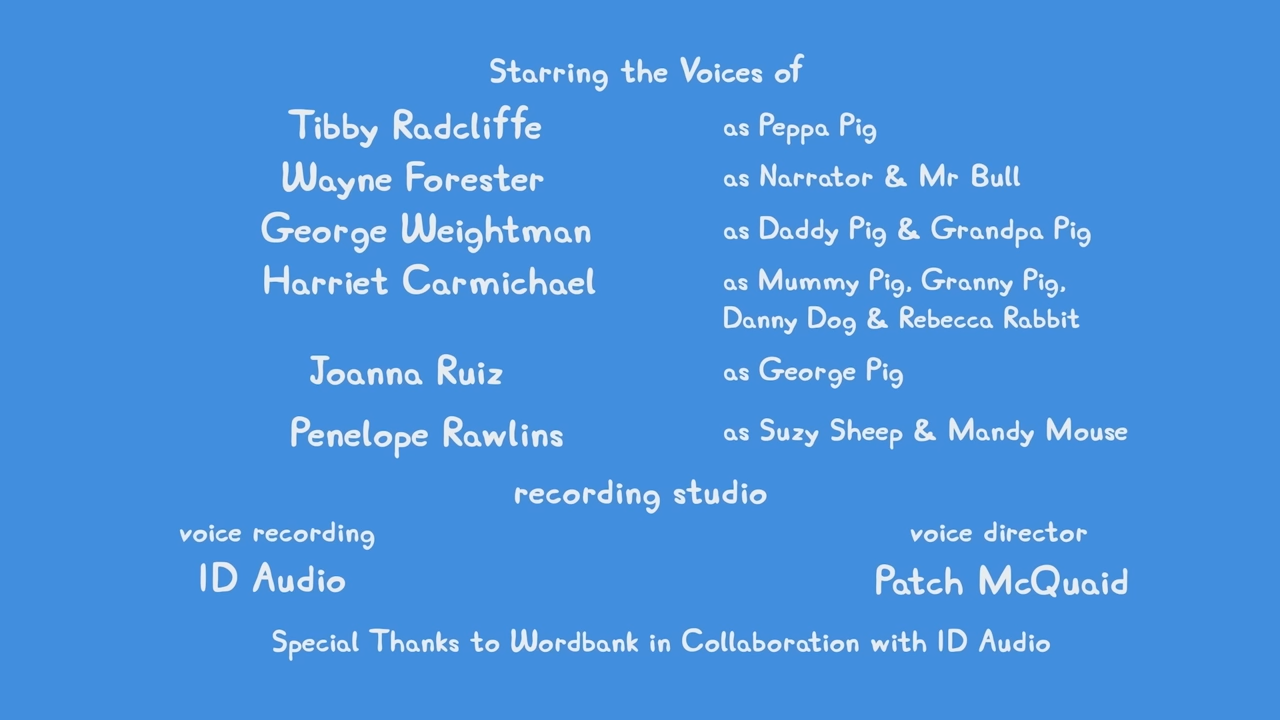 Starring the Voices of
Tibby Radcliffe as Peppa Pig
Wayne Forester as Narrator & Mr Bull
George Weightman as Daddy Pig & Grandpa Pig
Harriet Carmichael as Mummy Pig, Granny Pig,
Danny Dog & Rebecca Rabbit
Joanna Ruiz as George Pig
Penelope Rawlins as Suzy Sheep & Mandy Mouse
recording studio
voice recording voice director
ID Audio Patch McQuaid
Special Thanks to Wordbank in Collaboration with ID Audio